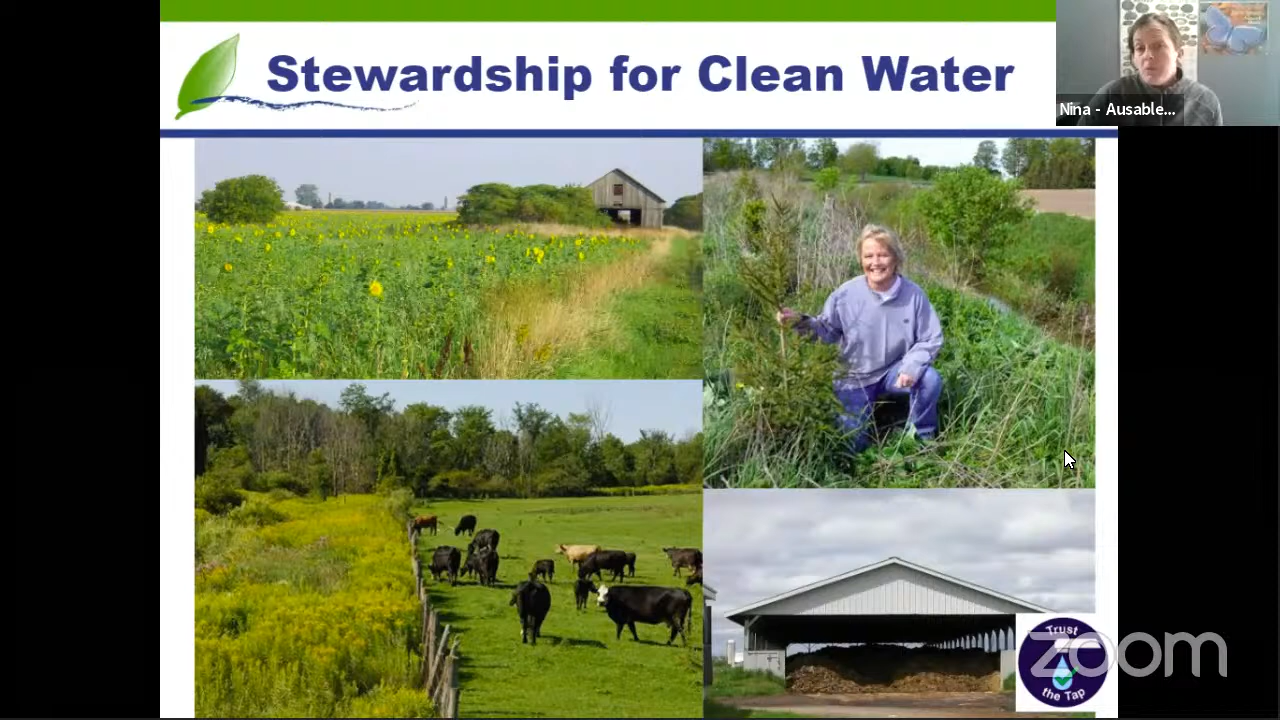 Stewardship for Clean Water
Nina - Ausable...
Trust
the Tap
zoom